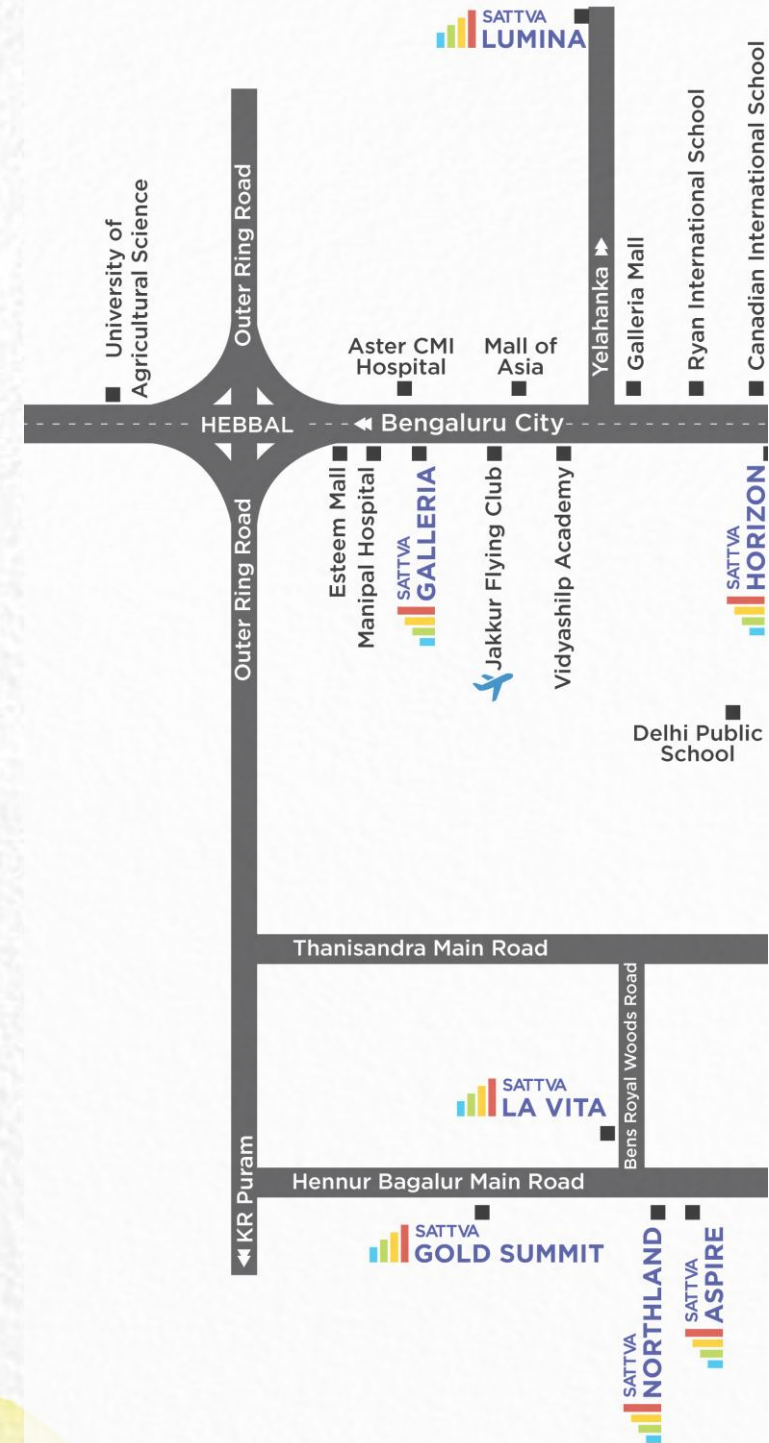 SATTVA
LUMINA
University of
Agricultural Science
Outer Ring Road
Yelahanka
Galleria Mall
Ryan International School
Canadian International School
Aster CMI
Hospital
Mall of
Asia
HEBBAL
Bengaluru City
Outer Ring Road
Esteem Mall
Manipal Hospital
SATTVA
GALLERIA
Jakkur Flying Club
Vidyashilp Academy
SATTVA
HORIZON
Delhi Public
School
Thanisandra Main Road
Bens Royal Woods Road
SATTVA
LA VITA
KR Puram
Hennur Bagalur Main Road
SATTVA
GOLD SUMMIT
SATTVA
NORTHLAND
SATTVA
ASPIRE